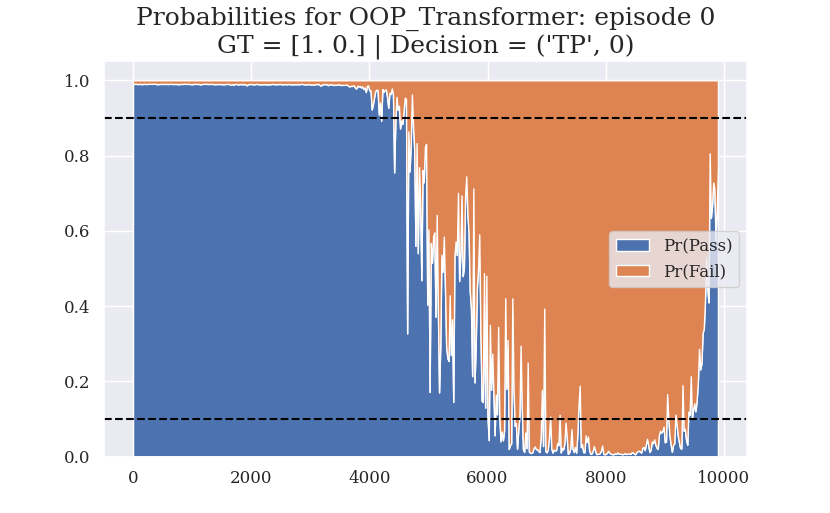 Probabilities for OOP_Transformer: episode 0
GT = [1. 0.] | Decision = ('TP', 0)
1.0
0.8
0.6
0.4
0.2
0.0
Pr(Pass)
Pr(Fail)
0 2000 4000 6000 8000 10000